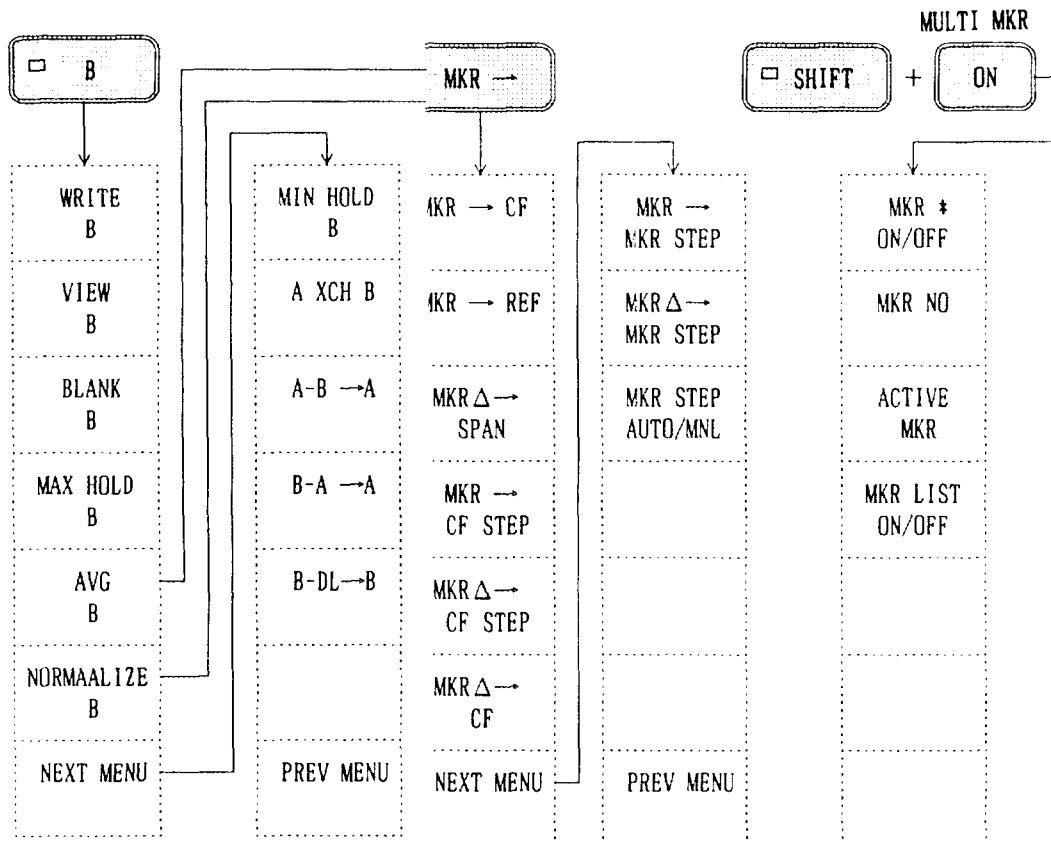 MULTI MKR
B
MKR →
SHIFT
+
ON
WRITE
B
VIEW
B
BLANK
B
MAX HOLD
B
AVG
B
NORMAALIZE
B
NEXT MENU
MIN HOLD
B
A XCH B
A-B →A
B-A →A
B-DL→B
PREV MENU
MKR → CF
MKR → REF
MKR Δ→
SPAN
MKR →
CF STEP
MKR Δ→
CF STEP
MKR Δ→
CF
NEXT MENU
MKR →
MKR STEP
MKR Δ→
MKR STEP
MKR STEP
AUTO/MNL
PREV MENU
MKR *
ON/OFF
MKR NO
ACTIVE
MKR
MKR LIST
ON/OFF